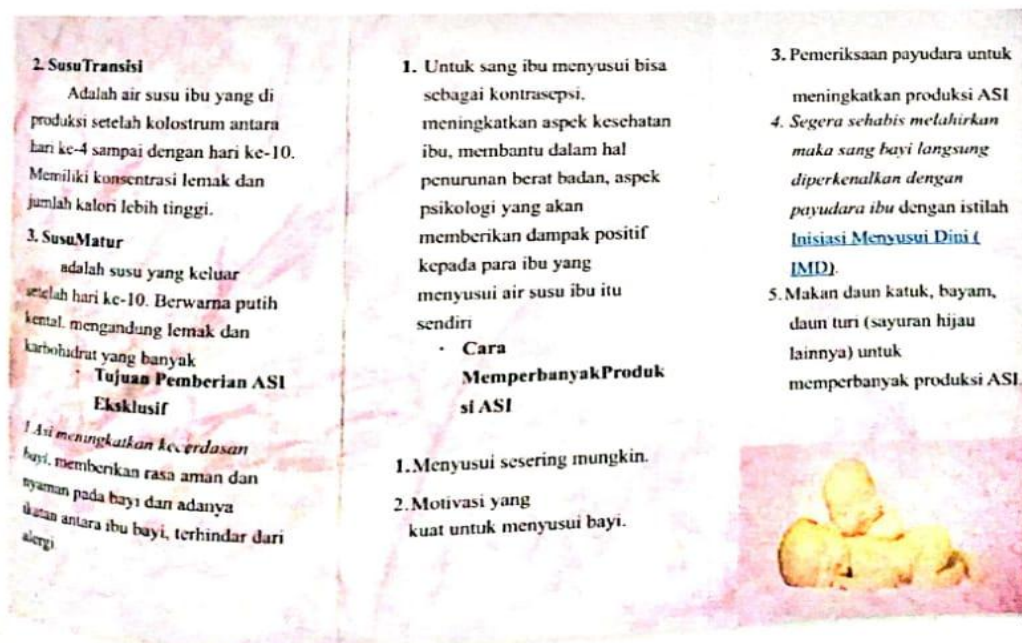 2. SusuTransisi
Adalah air susu ibu yang di
produksi setelah kolostrum antara
hari ke-4 sampai dengan hari ke-10.
Memiliki konsentrasi lemak dan
jumlah kalori lebih tinggi.
3. SusuMatur
adalah susu yang keluar
setelah hari ke-10. Berwarna putih
kental. mengandung lemak dan
karbohidrat yang banyak
· Tujuan Pemberian ASI
Eksklusif
1 Asi meningkatkan kecerdasan
bayi, memberikan rasa aman dan
nyaman pada bayi dan adanya
ikatan antara ibu bayi, terhindar dari
alergi
1. Untuk sang ibu menyusui bisa
sebagai kontrasepsi,
meningkatkan aspek kesehatan
ibu, membantu dalam hal
penurunan berat badan, aspek
psikologi yang akan
memberikan dampak positif
kepada para ibu yang
menyusui air susu ibu itu
sendiri
· Cara
MemperbanyakProduk
si ASI
1. Menyusui sesering mungkin.
2. Motivasi yang
kuat untuk menyusui bayi.
3. Pemeriksaan payudara untuk
meningkatkan produksi ASI
4. Segera sehabis melahirkan
maka sang bayi langsung
diperkenalkan dengan
payudara ibu dengan istilah
Inisiasi Menyusui Dini (
IMD).
5. Makan daun katuk, bayam,
daun turi (sayuran hijau
lainnya) untuk
memperbanyak produksi ASI.